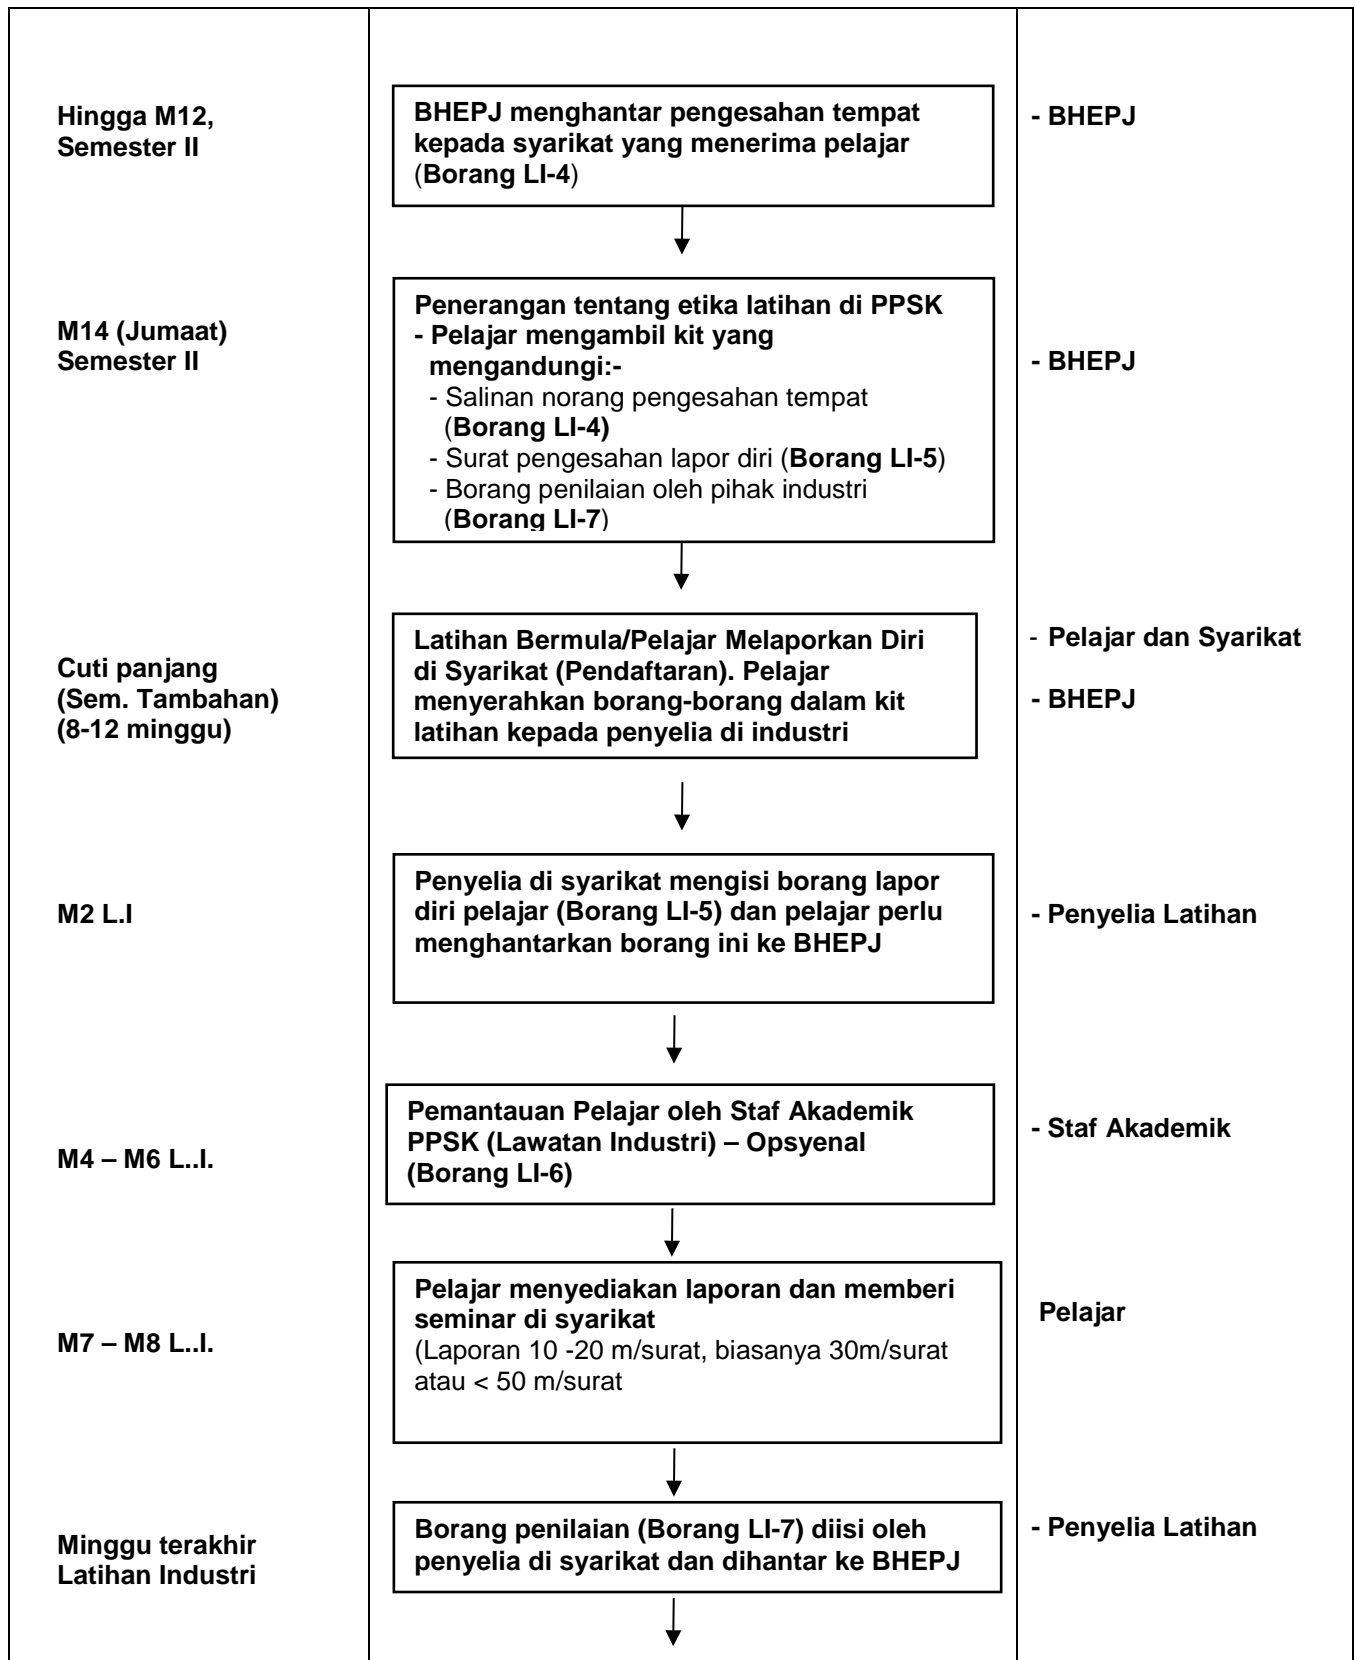 Hingga M12,
Semester II
BHEPJ menghantar pengesahan tempat
kepada syarikat yang menerima pelajar
(Borang LI-4)
- BHEPJ
M14 (Jumaat)
Semester II
Penerangan tentang etika latihan di PPSK
- Pelajar mengambil kit yang
mengandungi:-
- Salinan norang pengesahan tempat
(Borang LI-4)
- Surat pengesahan lapor diri (Borang LI-5)
- Borang penilaian oleh pihak industri
(Borang LI-7)
- BHEPJ
Cuti panjang
(Sem. Tambahan)
(8-12 minggu)
Latihan Bermula/Pelajar Melaporkan Diri
di Syarikat (Pendaftaran). Pelajar
menyerahkan borang-borang dalam kit
latihan kepada penyelia di industri
- Pelajar dan Syarikat
- BHEPJ
M2 L.I
Penyelia di syarikat mengisi borang lapor
diri pelajar (Borang LI-5) dan pelajar perlu
menghantarkan borang ini ke BHEPJ
- Penyelia Latihan
M4 – M6 L..I.
Pemantauan Pelajar oleh Staf Akademik
PPSK (Lawatan Industri) – Opsyenal
(Borang LI-6)
- Staf Akademik
M7 – M8 L..I.
Pelajar menyediakan laporan dan memberi
seminar di syarikat
(Laporan 10 -20 m/surat, biasanya 30m/surat
atau < 50 m/surat
Pelajar
Minggu terakhir
Latihan Industri
Borang penilaian (Borang LI-7) diisi oleh
penyelia di syarikat dan dihantar ke BHEPJ
- Penyelia Latihan